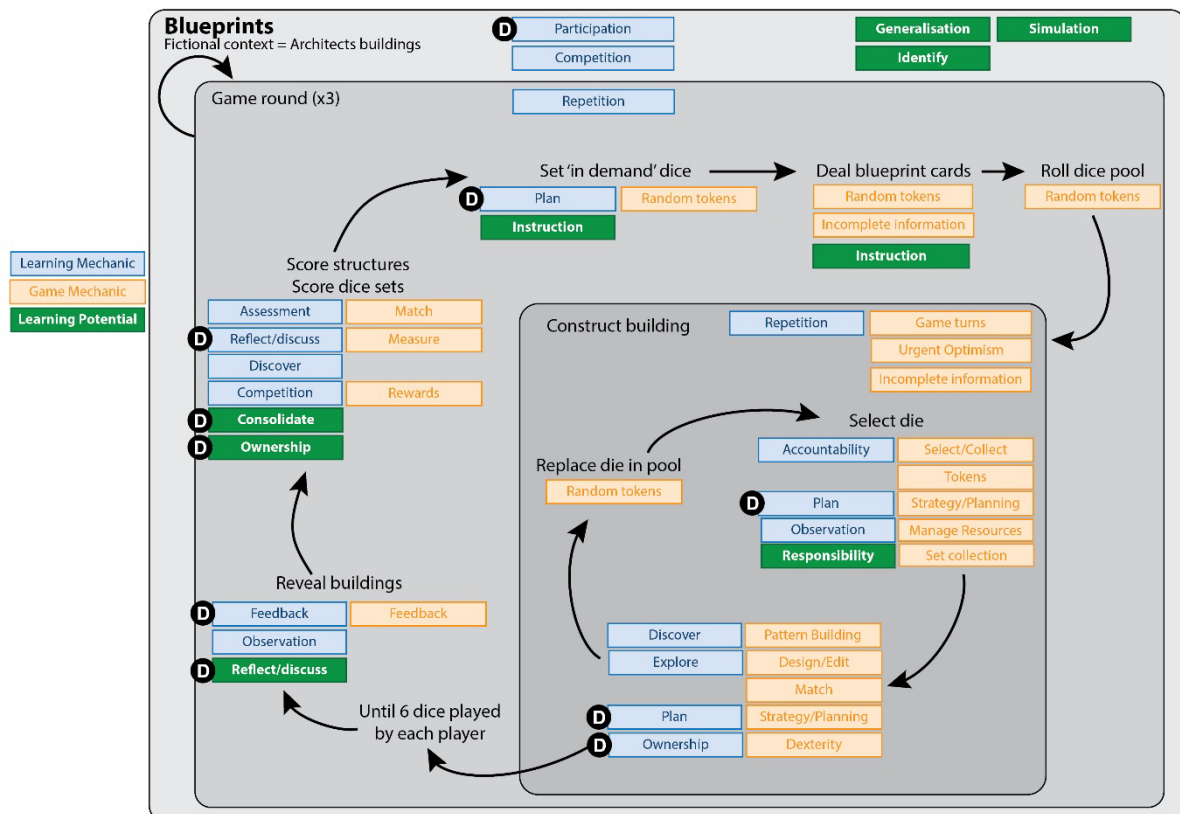 Blueprints
Fictional context = Architects buildings
D Participation
Competition
Generalisation Simulation
Identify
Game round (x3)
Repetition
Set ‘in demand’ dice
D Plan Random tokens
Instruction
Deal blueprint cards
Random tokens
Incomplete information
Instruction
Roll dice pool
Random tokens
Learning Mechanic
Game Mechanic
Learning Potential
Score structures
Score dice sets
Assessment Match
D Reflect/discuss Measure
Discover
Competition Rewards
D Consolidate
D Ownership
Construct building
Repetition Game turns
Urgent Optimism
Incomplete information
Select die
Accountability Select/Collect
Tokens
D Plan Strategy/Planning
Observation Manage Resources
Responsibility Set collection
Replace die in pool
Random tokens
Reveal buildings
D Feedback Feedback
Observation
D Reflect/discuss
Discover Pattern Building
Explore Design/Edit
Match
D Plan Strategy/Planning
D Ownership Dexterity
Until 6 dice played
by each player